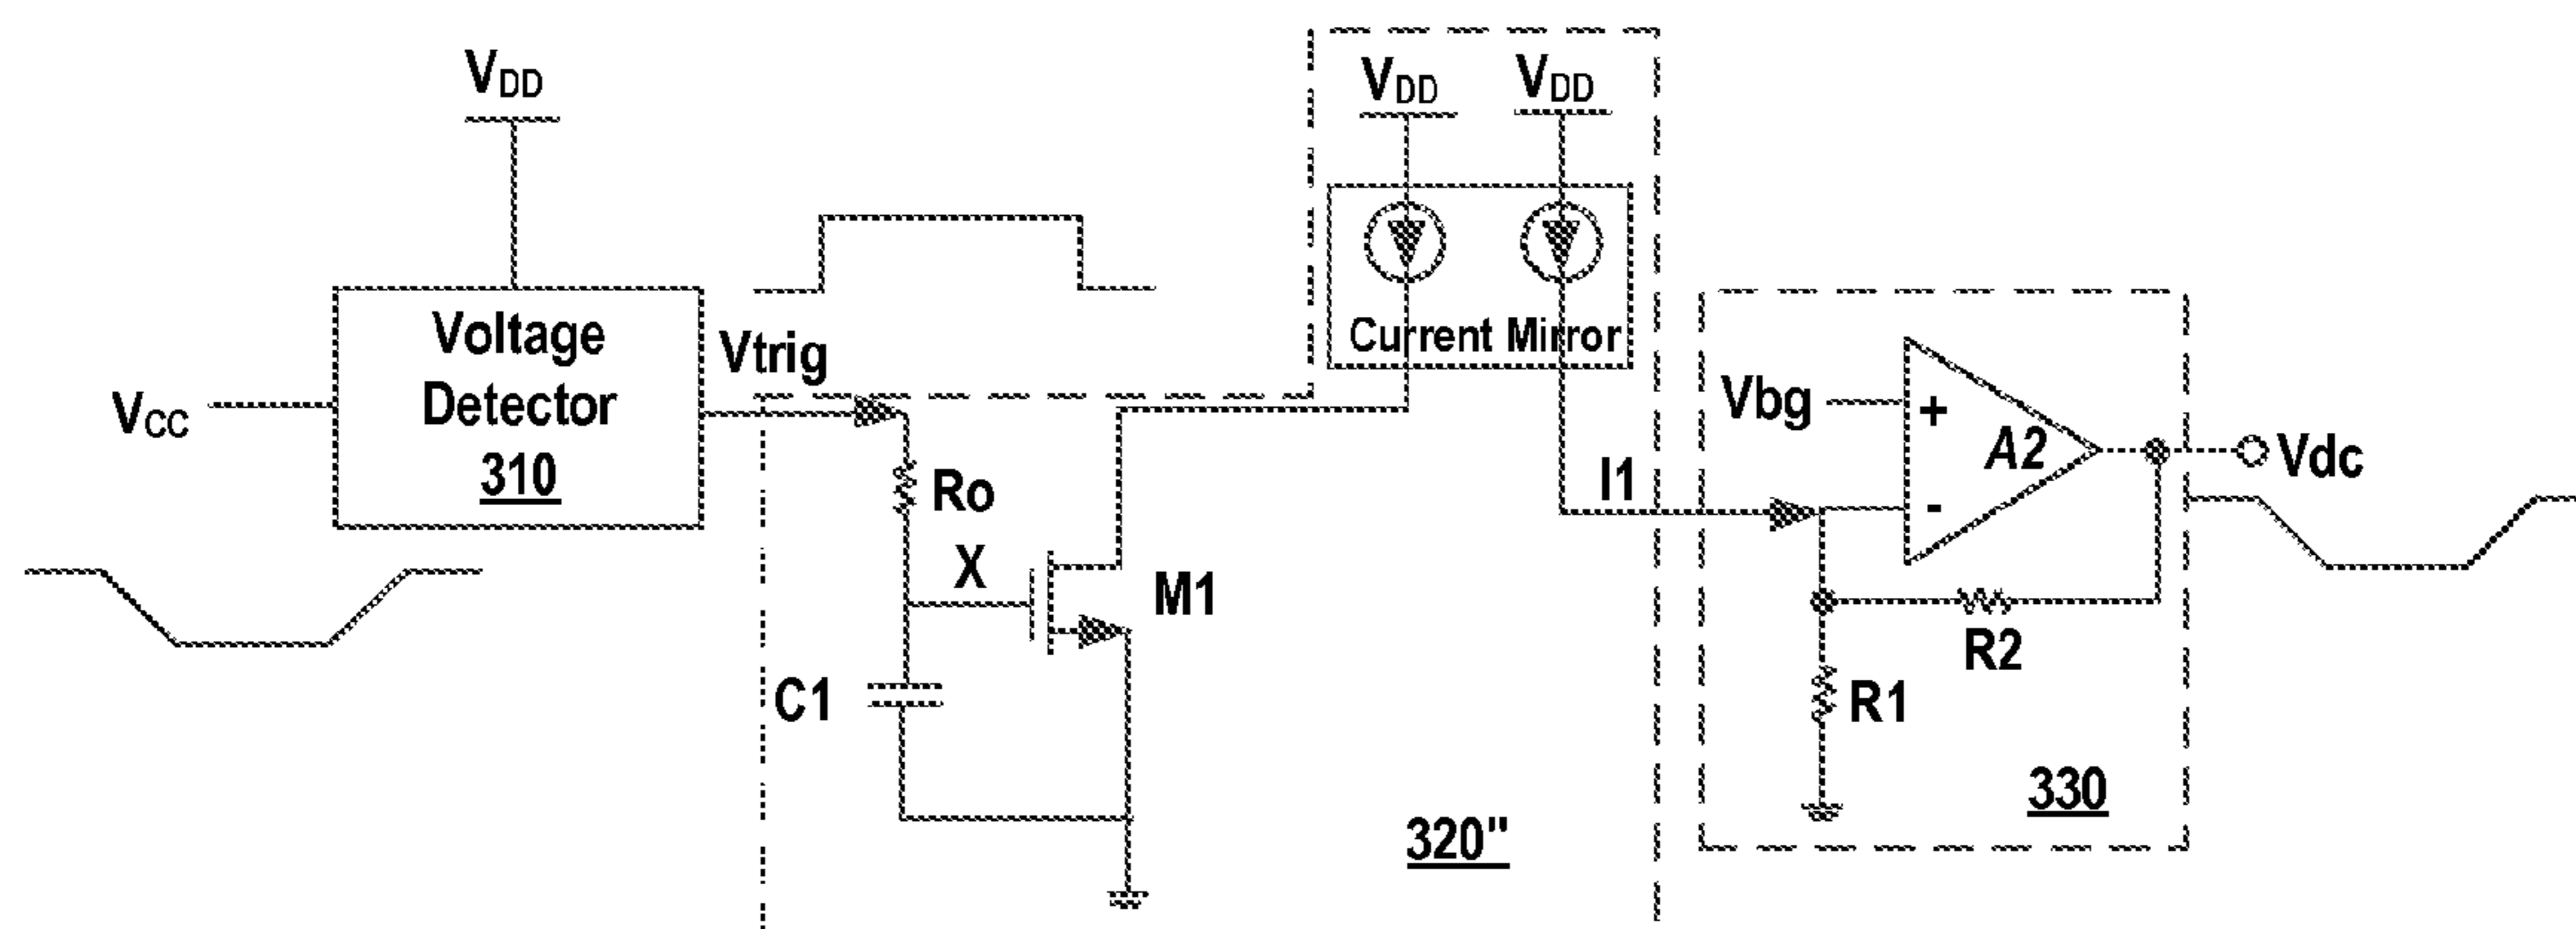 VDD
VDD
VDD
Voltage
Detector
310
VCC
Vtrig
Current Mirror
Vbg
+
A2
-
Vdc
I1
Ro
X
M1
C1
R2
R1
330
320"